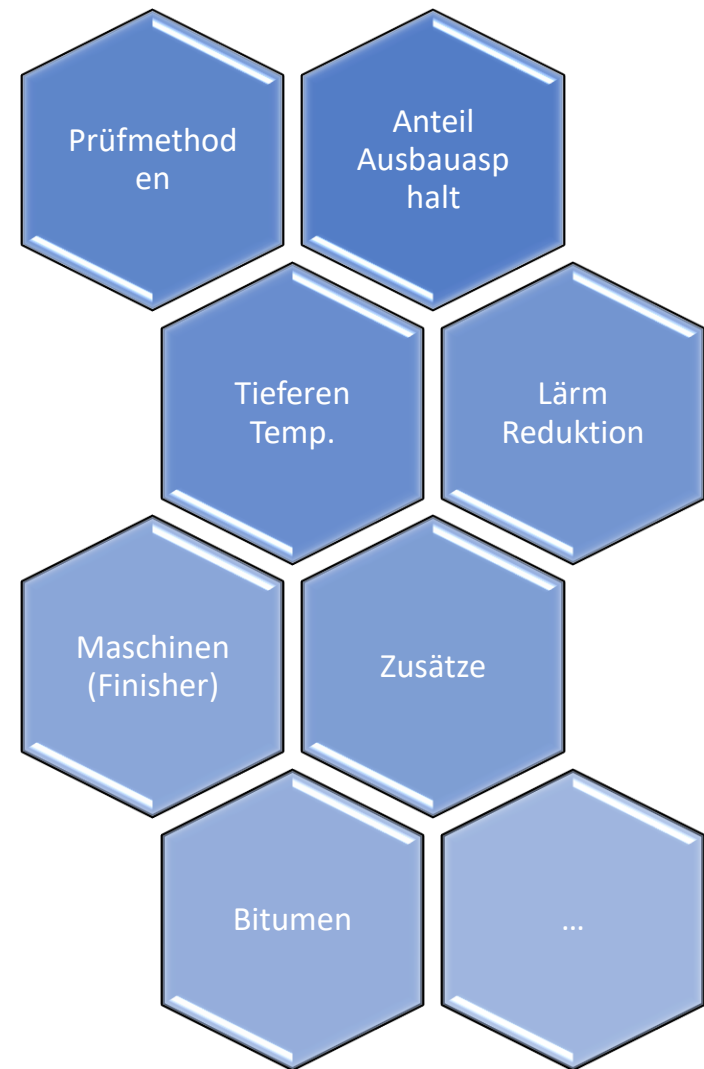 Prüfmethod
en
Anteil
Ausbauasp
halt
Tieferen
Temp.
Lärm
Reduktion
Maschinen
(Finisher)
Zusätze
Bitumen
...